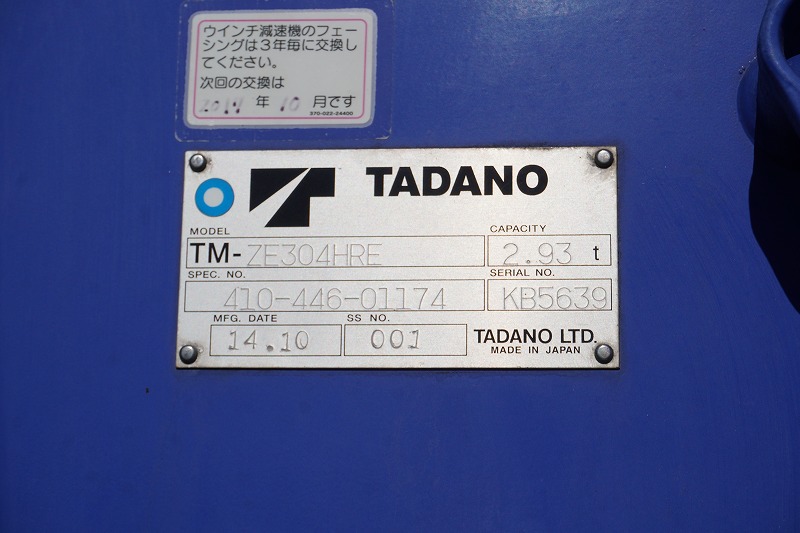 ウインチ減速機のフェー
シングは３年毎に交換し
てください。
次回の交換は
年 10 月です
370-022-24400
TADANO
MODEL
TM-ZE304HRE
CAPACITY
2.93 t
SPEC. NO.
410-446-01174
SERIAL NO.
KB5639
MFG. DATE
14.10
SS NO.
001
TADANO LTD.
MADE IN JAPAN